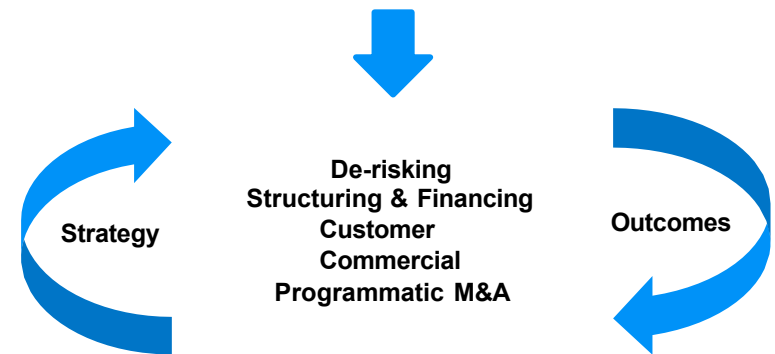 De-risking
Structuring & Financing
Customer
Commercial
Programmatic M&A
Strategy
Outcomes